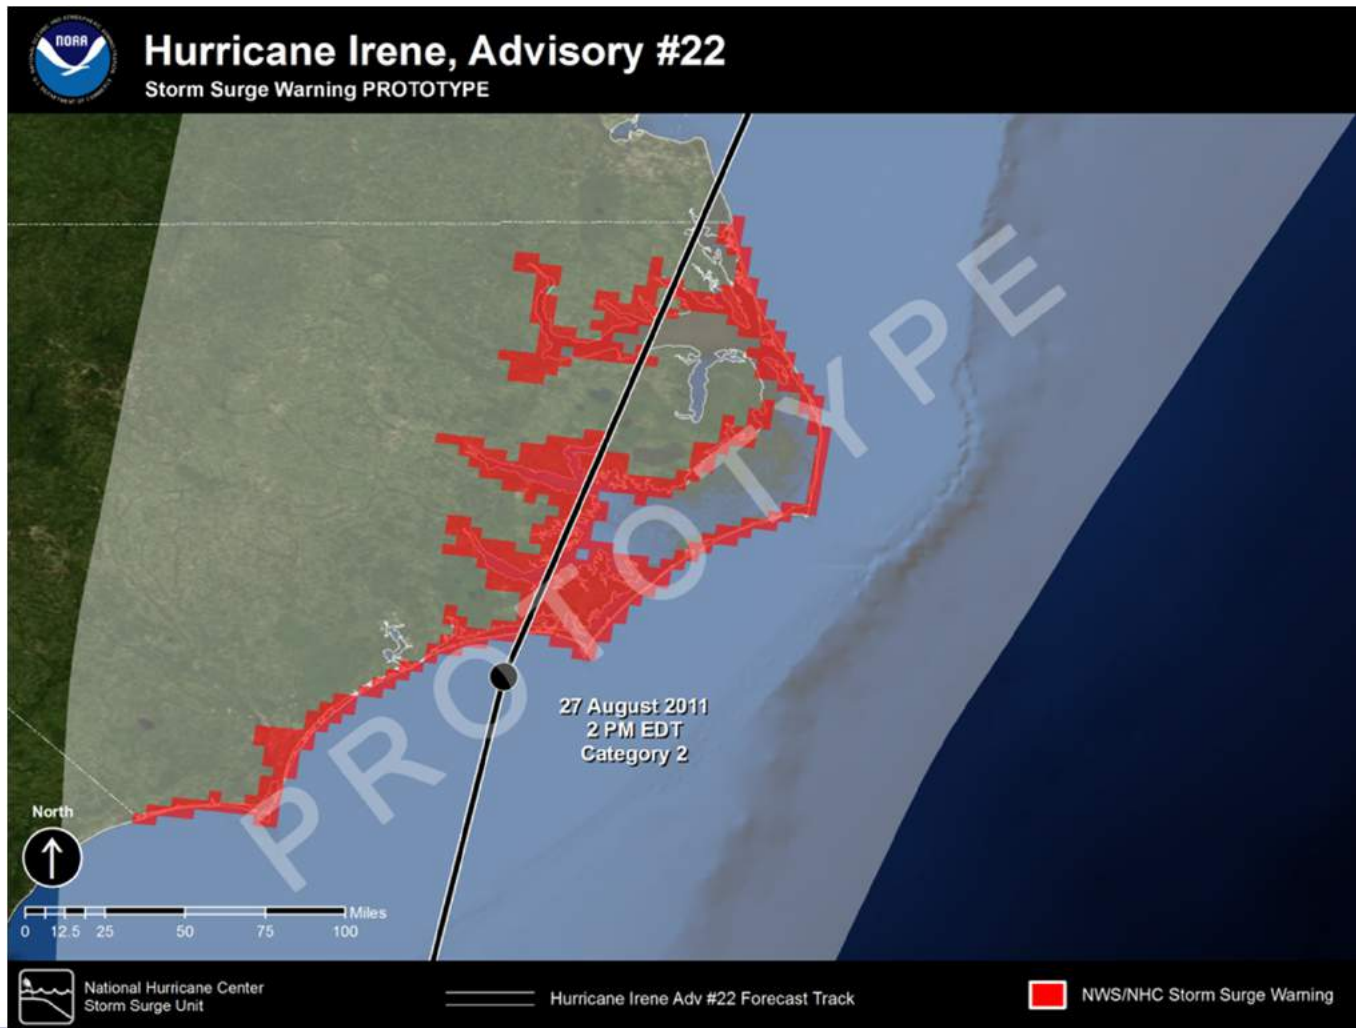 NOAA
Hurricane Irene, Advisory #22
Storm Surge Warning PROTOTYPE
PROTOTYPE
27 August 2011
2 PM EDT
Category 2
North
Miles
0 12.5 25 50 75 100
National Hurricane Center
Storm Surge Unit
Hurricane Irene Adv #22 Forecast Track
NWS/NHC Storm Surge Warning